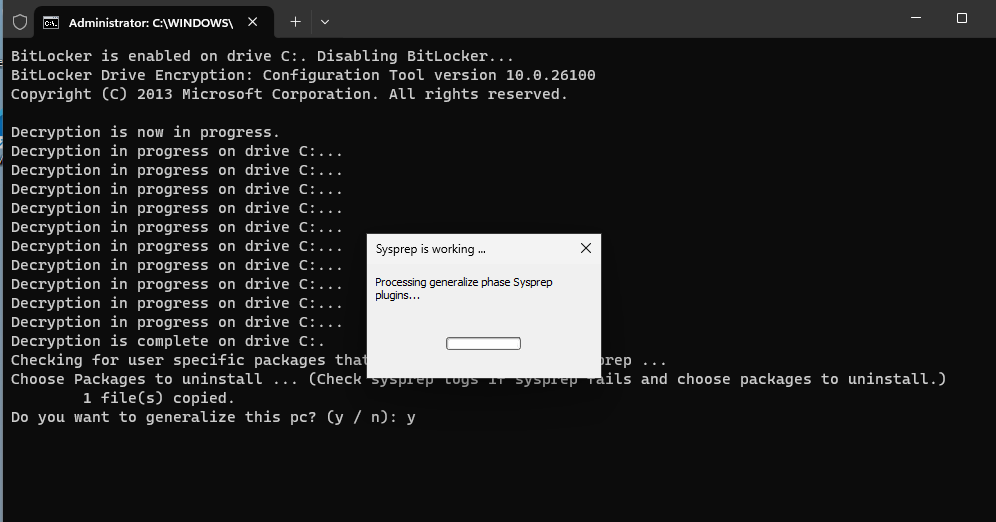 Administrator: C:\WINDOWS\
BitLocker is enabled on drive C:. Disabling BitLocker...
BitLocker Drive Encryption: Configuration Tool version 10.0.26100
Copyright (C) 2013 Microsoft Corporation. All rights reserved.
Decryption is now in progress.
Decryption in progress on drive C:...
Decryption in progress on drive C:...
Decryption in progress on drive C:...
Decryption in progress on drive C:...
Decryption in progress on drive C:...
Decryption in progress on drive C:...
Decryption in progress on drive C:...
Decryption in progress on drive C:...
Decryption in progress on drive C:...
Decryption in progress on drive C:...
Decryption is complete on drive C:.
Checking for user specific packages that prep ...
Choose Packages to uninstall ... (Check sysprep logs if sysprep fails and choose packages to uninstall.)
1 file(s) copied.
Do you want to generalize this pc? (y / n): y
Sysprep is working ...
Processing generalize phase Sysprep
plugins...